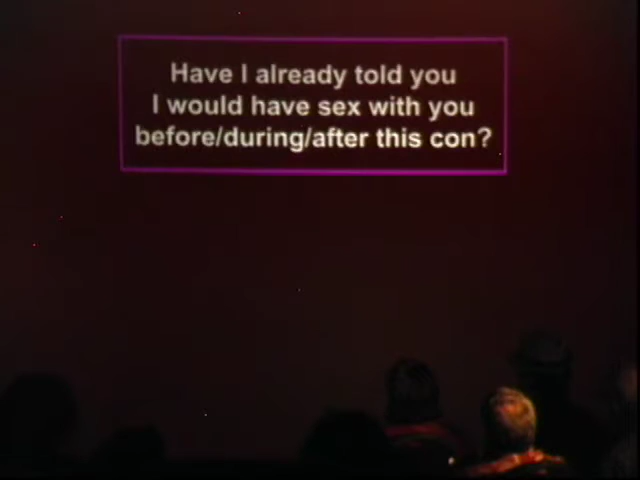 Have I already told you
I would have sex with you
before/during/after this con?